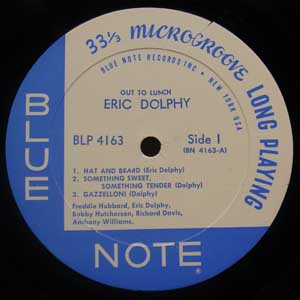 33 1/3 MICROGROOVE LONG PLAYING
BLUE NOTE RECORDS INC • NEW YORK USA
OUT TO LUNCH
ERIC DOLPHY
BLP 4163
Side 1
(BN 4163-A)
1. HAT AND BEARD (Eric Dolphy)
2. SOMETHING SWEET,
SOMETHING TENDER (Dolphy)
3. GAZZELLONI (Dolphy)
Freddie Hubbard, Eric Dolphy,
Bobby Hutcherson, Richard Davis,
Anthony Williams.
BLUE
NOTE
®